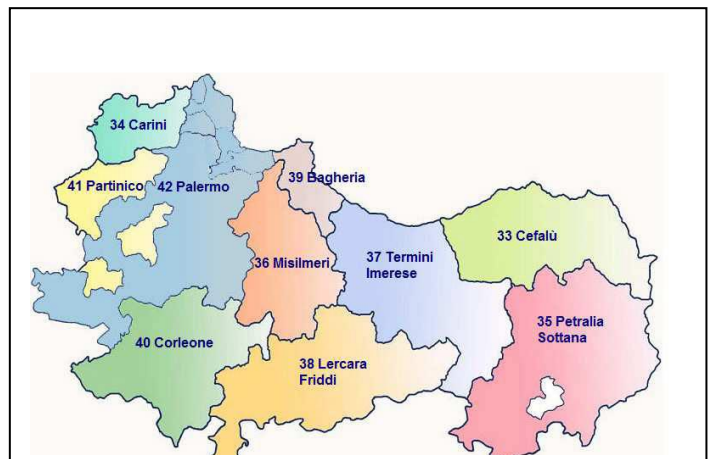 34 Carini
39 Bagheria
41 Partinico
42 Palermo
33 Cefalù
36 Misilmeri
37 Termini
Imerese
35 Petralia
Sottana
40 Corleone
38 Lercara
Friddi